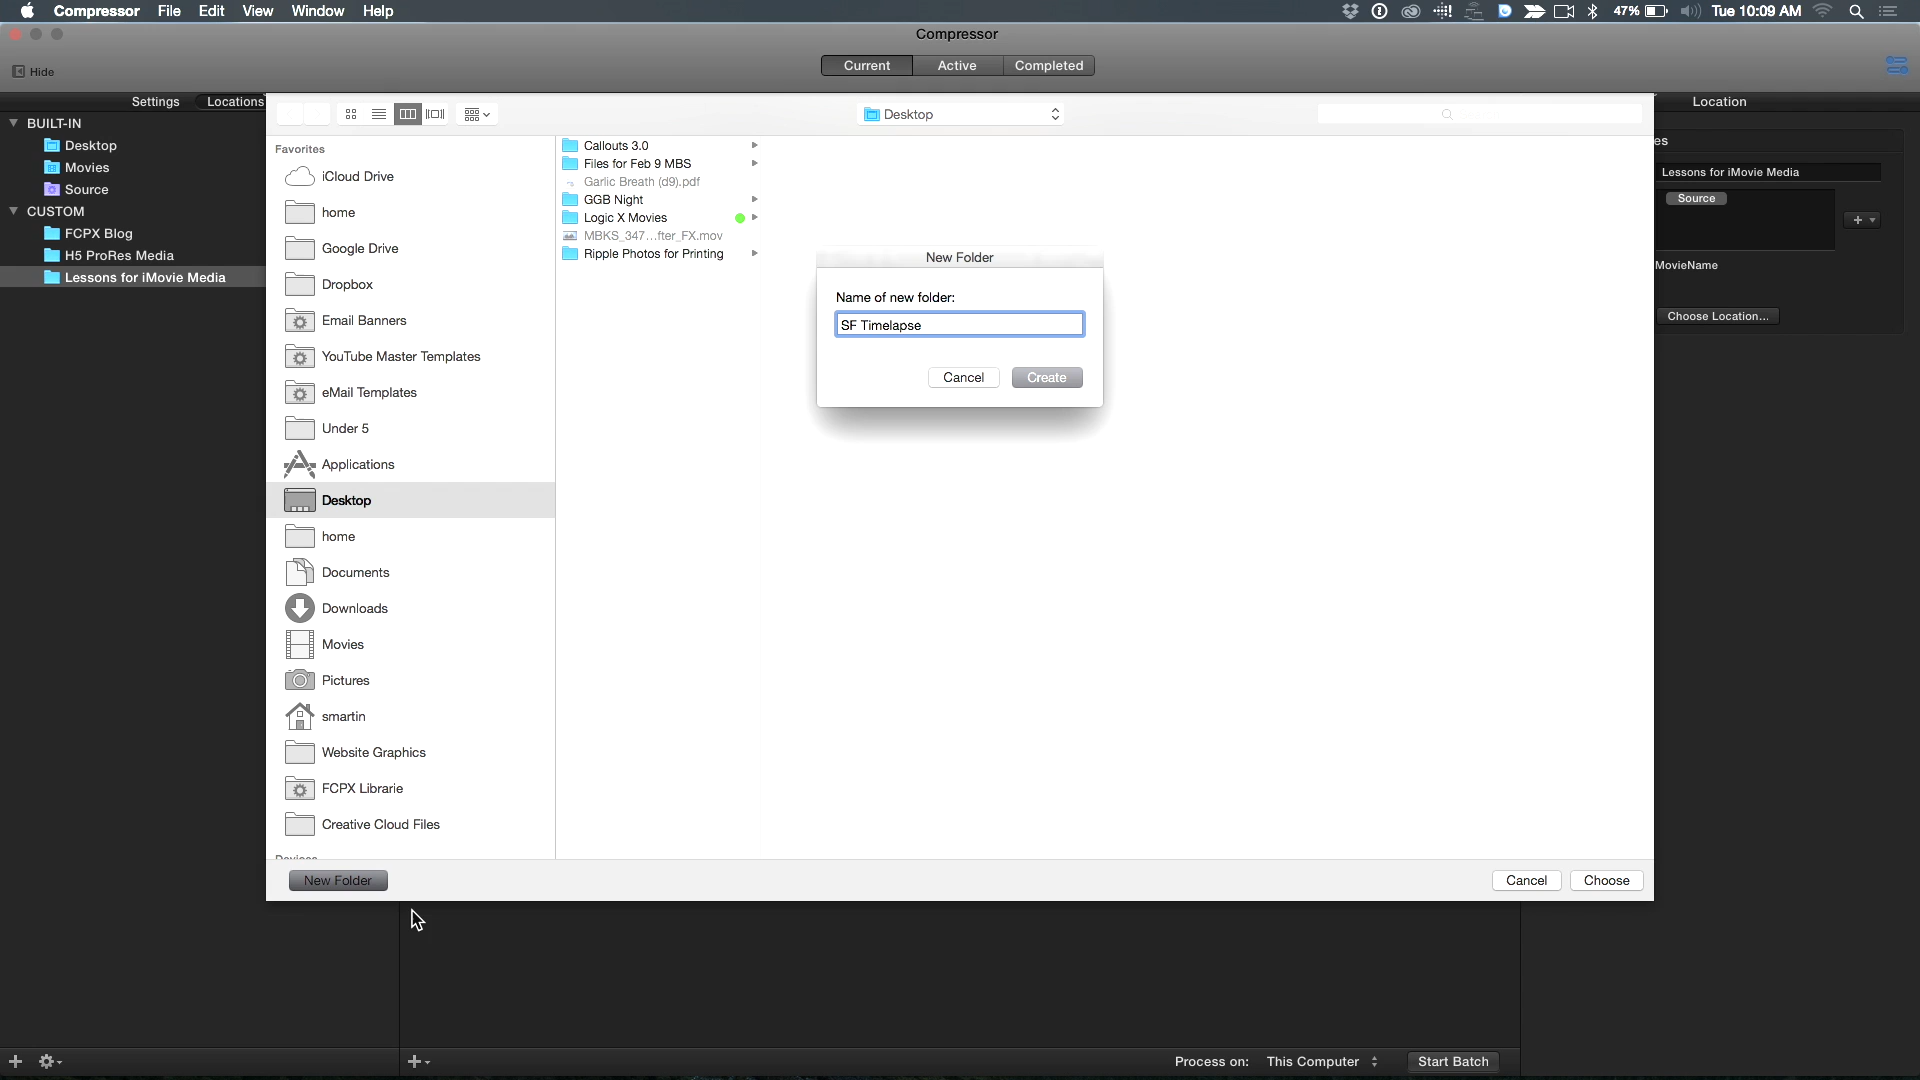 Compressor File Edit View Window Help
47% Tue 10:09 AM
Compressor
Hide
Current Active Completed
Settings Locations
Location
BUILT-IN
Desktop
Movies
Source
CUSTOM
FCPX Blog
H5 ProRes Media
Lessons for iMovie Media
Desktop
Favorites
iCloud Drive
home
Google Drive
Dropbox
Email Banners
YouTube Master Templates
eMail Templates
Under 5
Applications
Desktop
home
Documents
Downloads
Movies
Pictures
smartin
Website Graphics
FCPX Librarie
Creative Cloud Files
Devices
Callouts 3.0
Files for Feb 9 MBS
Garlic Breath (d9).pdf
GGB Night
Logic X Movies
MBKS_347...fter_FX.mov
Ripple Photos for Printing
New Folder
Name of new folder:
SF Timelapse
Cancel Create
es
Lessons for iMovie Media
Source
MovieName
Choose Location...
New Folder
Cancel Choose
Process on: This Computer
Start Batch